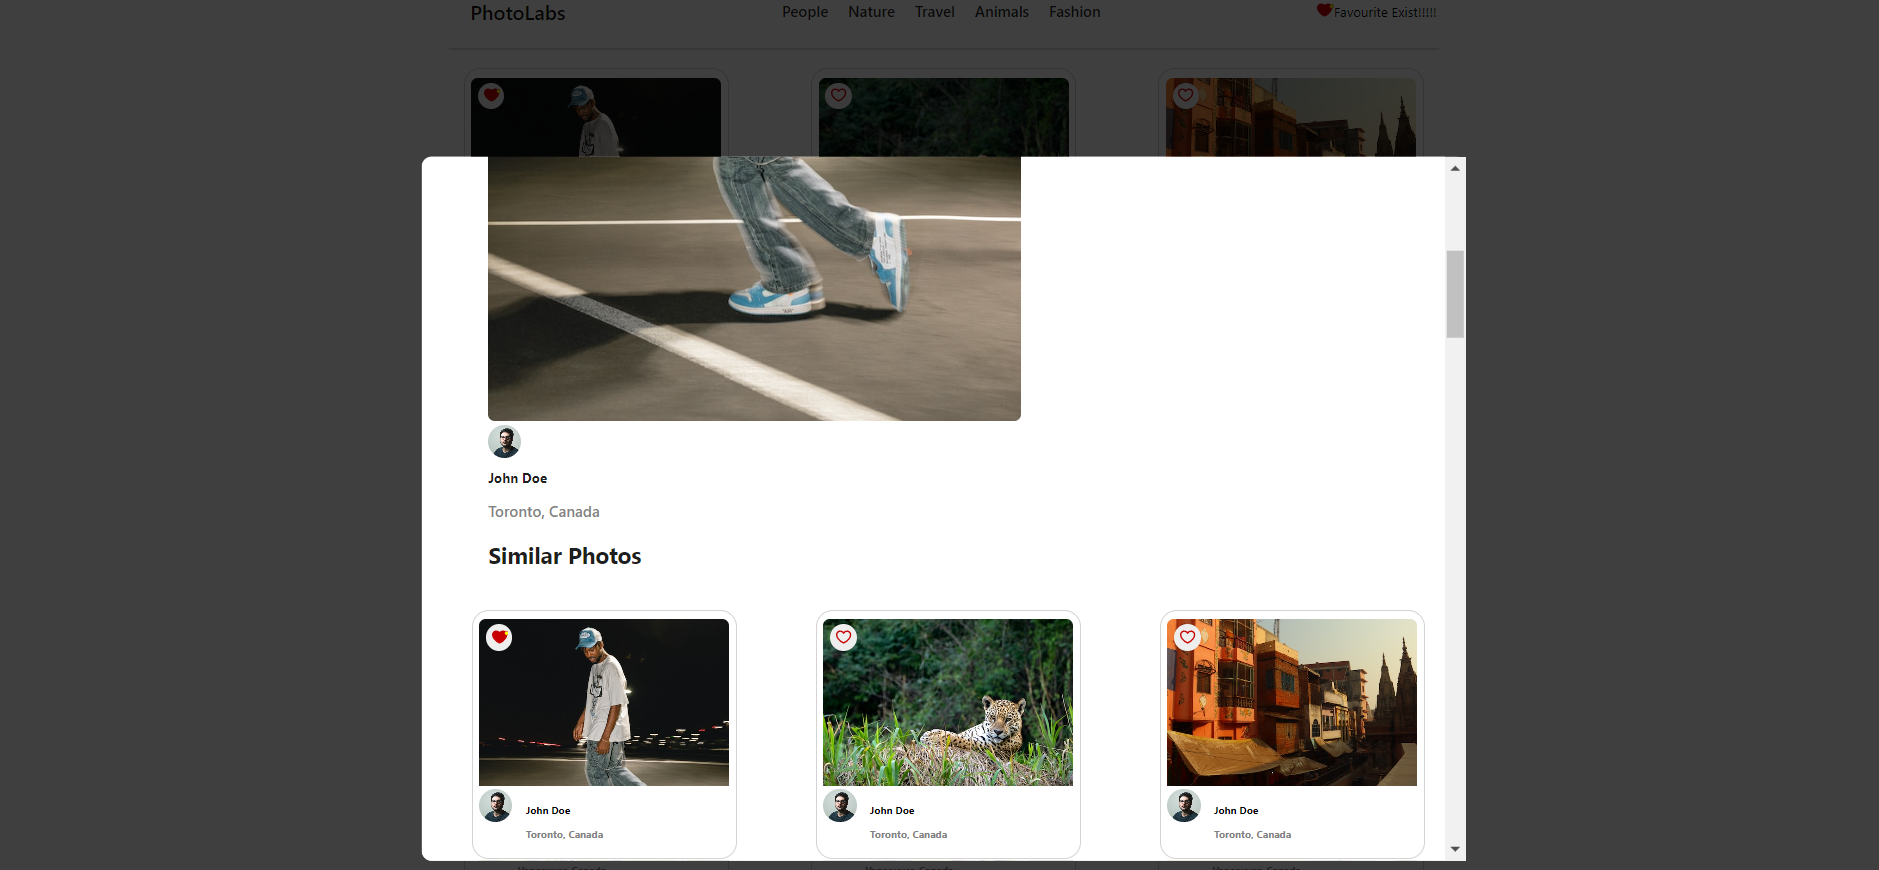 PhotoLabs
People Nature Travel Animals Fashion
Favourite Exist!!!!!
John Doe
Toronto, Canada
Similar Photos
John Doe
Toronto, Canada
John Doe
Toronto, Canada
John Doe
Toronto, Canada